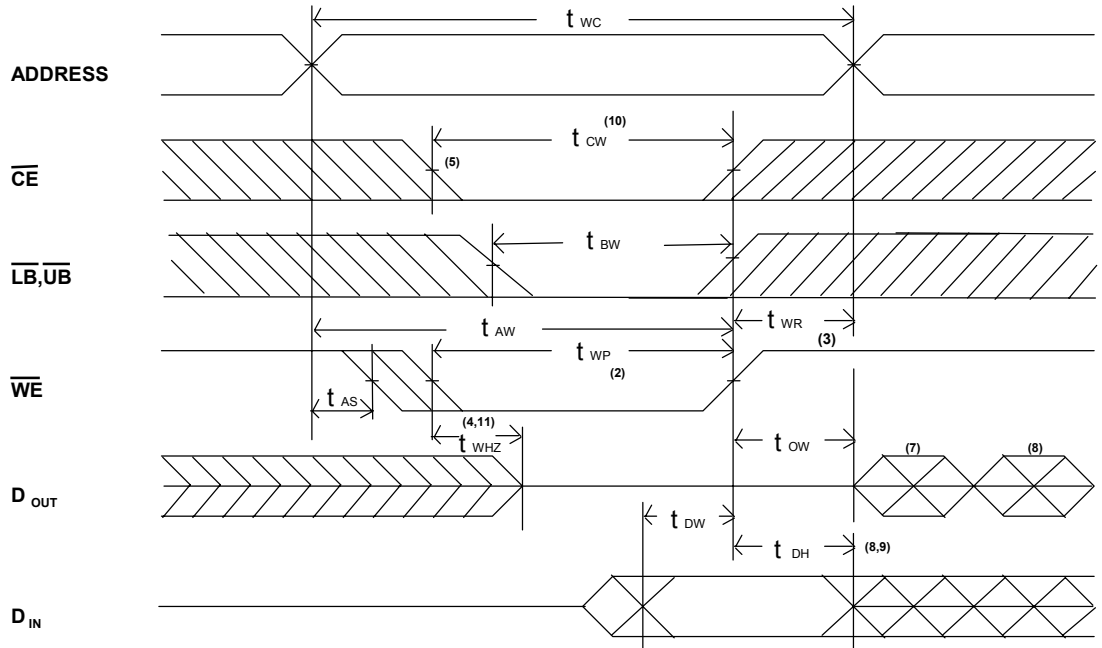 t WC
ADDRESS
t CW (10)
CE (5)
t BW
LB,UB
t AW
t WR
t WP (2)
(3)
WE
t AS
(4,11)
t WHZ
t OW
(7)
(8)
D OUT
t DW
t DH
(8,9)
D IN